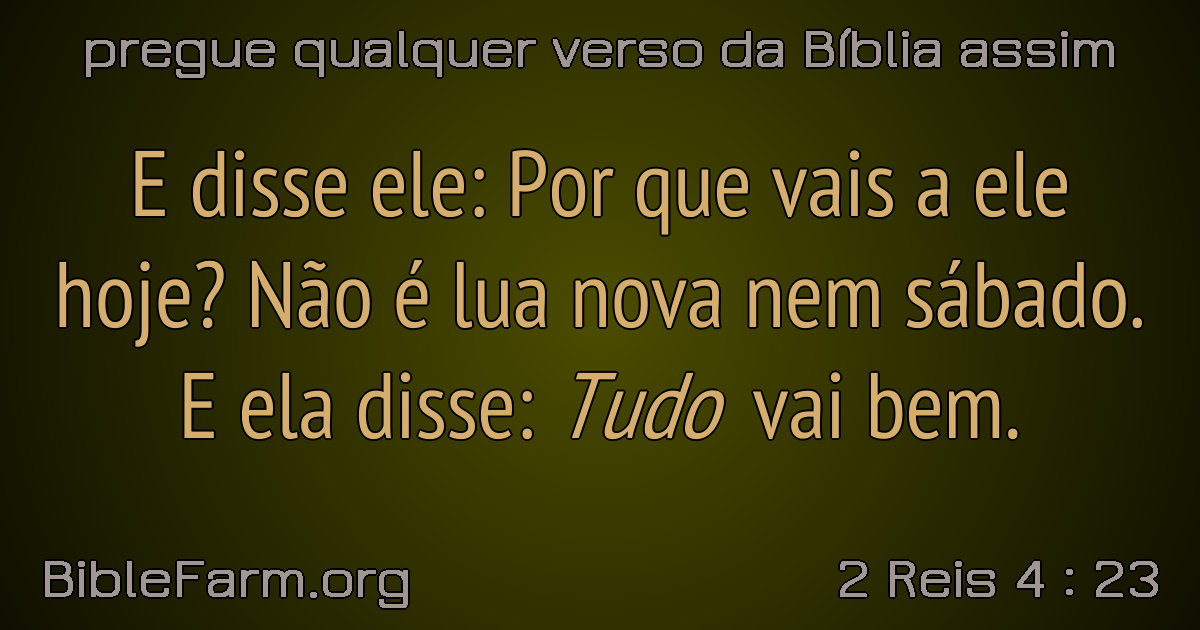 pregue qualquer verso da Bíblia assim
E disse ele: Por que vais a ele
hoje? Não é lua nova nem sábado.
E ela disse: Tudo vai bem.
BibleFarm.org
2 Reis 4 : 23